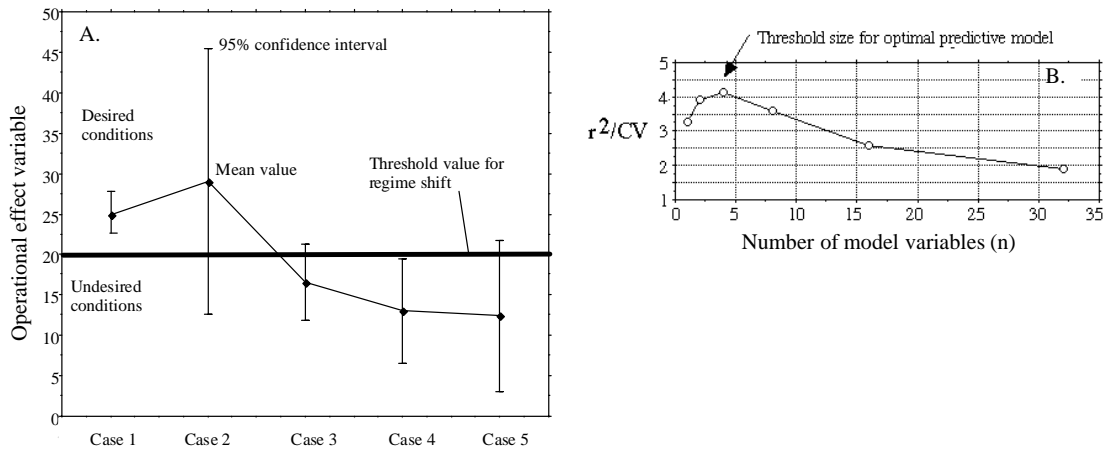 A.
Operational effect variable
50
45
40
35
30
25
20
15
10
5
0
95% confidence interval
Desired
conditions
Mean value
Threshold value for
regime shift
Undesired
conditions
Case 1
Case 2
Case 3
Case 4
Case 5
Threshold size for optimal predictive model
B.
r²/CV
5
4
3
2
1
0
5
10
15
20
25
30
35
Number of model variables (n)